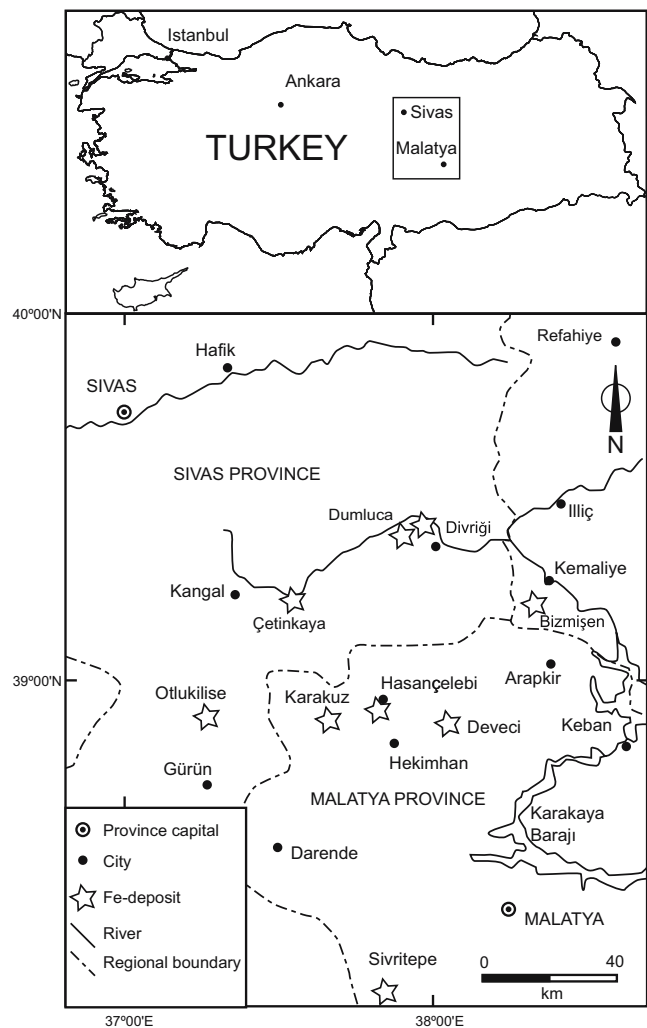 Istanbul
Ankara
Sivas
TURKEY
Malatya
40°00'N
Refahiye
Hafik
SIVAS
N
SIVAS PROVINCE
Illiç
Dumluca
Divriği
Kemaliye
Kangal
Çetinkaya
Bizmişen
39°00'N
Arapkir
Otlukilise
Karakuz
Hasançelebi
Deveci
Keban
Hekimhan
Gürün
MALATYA PROVINCE
Karakaya
Barajı
Province capital
City
Darende
Fe-deposit
MALATYA
River
Regional boundary
Sivritepe
0
40
km
37°00'E
38°00'E